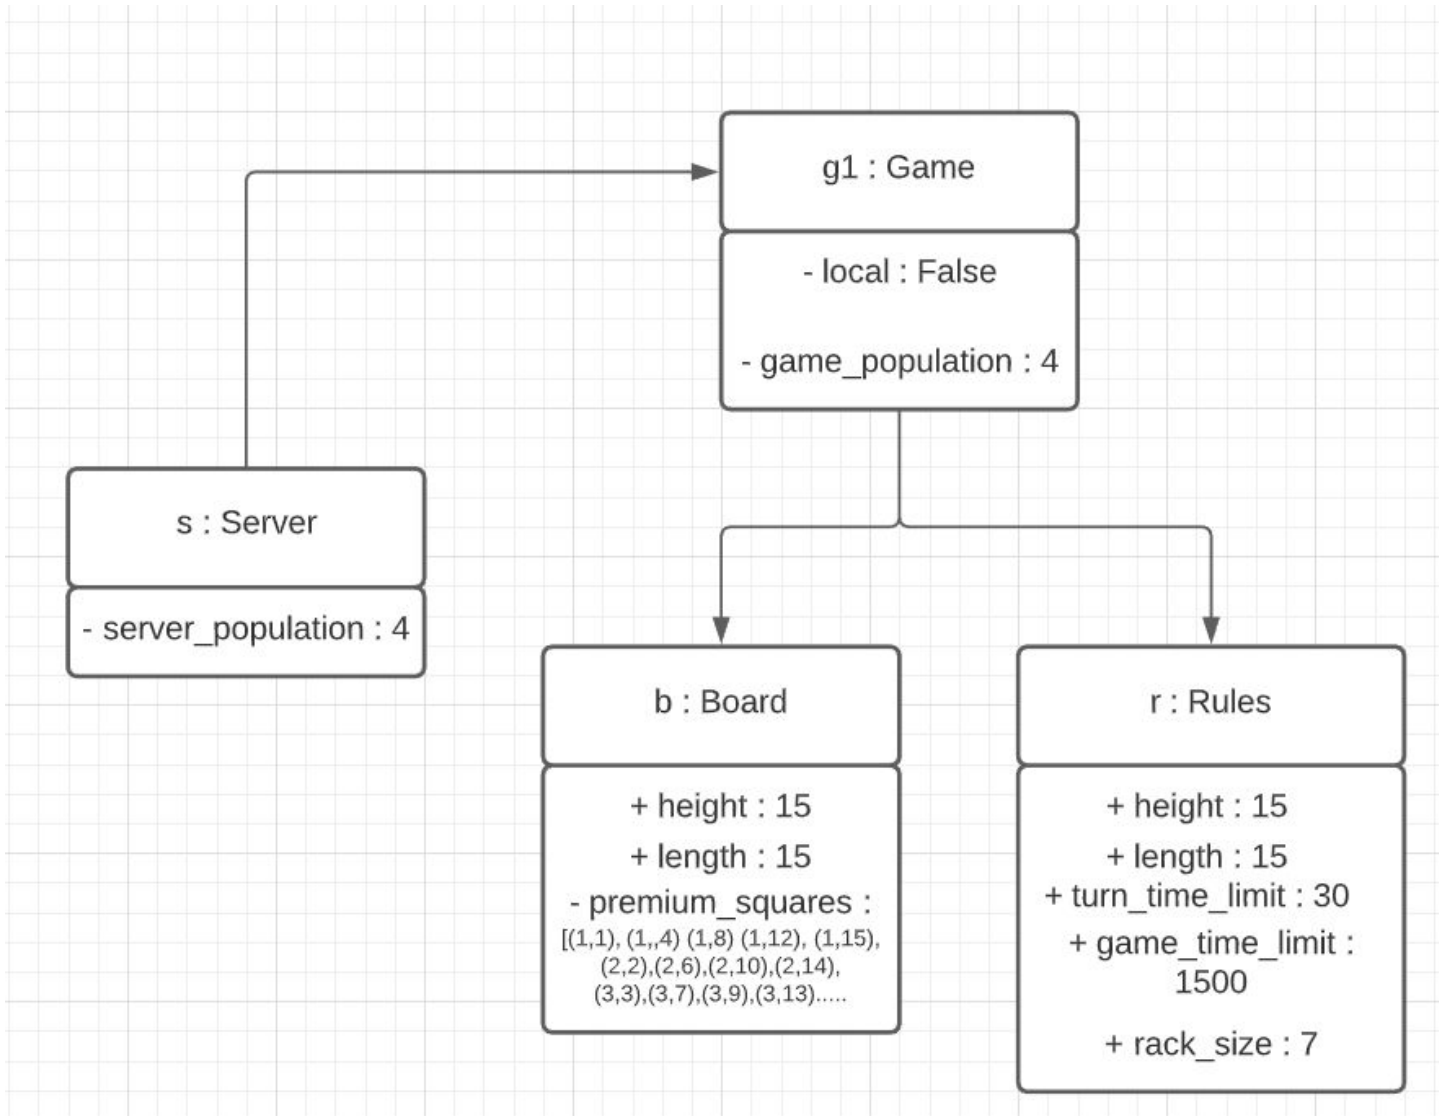 g1 : Game
- local : False
- game_population : 4
s : Server
- server_population : 4
b : Board
+ height : 15
+ length : 15
- premium_squares :
[(1,1), (1,,4) (1,8) (1,12), (1,15),
(2,2),(2,6),(2,10),(2,14),
(3,3),(3,7),(3,9),(3,13).....
r : Rules
+ height : 15
+ length : 15
+ turn_time_limit : 30
+ game_time_limit :
1500
+ rack_size : 7